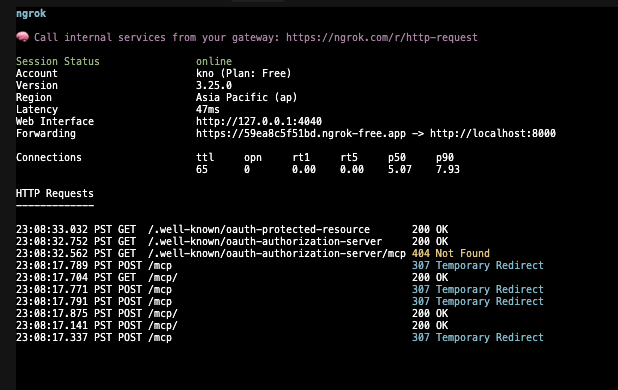 ngrok
🧠 Call internal services from your gateway: https://ngrok.com/r/http-request
Session Status online
Account kno (Plan: Free)
Version 3.25.0
Region Asia Pacific (ap)
Latency 47ms
Web Interface http://127.0.0.1:4040
Forwarding https://59ea8c5f51bd.ngrok-free.app -> http://localhost:8000
Connections ttl opn rt1 rt5 p50 p90
65 0 0.00 0.00 5.07 7.93
HTTP Requests
-------------
23:08:33.032 PST GET /.well-known/oauth-protected-resource 200 OK
23:08:32.752 PST GET /.well-known/oauth-authorization-server 200 OK
23:08:32.562 PST GET /.well-known/oauth-authorization-server/mcp 404 Not Found
23:08:17.789 PST POST /mcp 307 Temporary Redirect
23:08:17.704 PST GET /mcp/ 200 OK
23:08:17.771 PST POST /mcp 307 Temporary Redirect
23:08:17.791 PST POST /mcp 307 Temporary Redirect
23:08:17.875 PST POST /mcp/ 200 OK
23:08:17.141 PST POST /mcp/ 200 OK
23:08:17.337 PST POST /mcp 307 Temporary Redirect